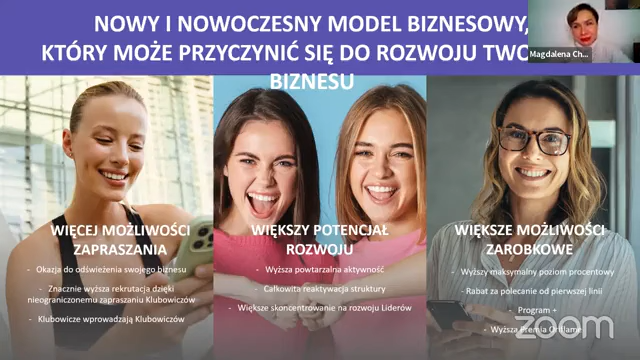 NOWY I NOWOCZESNY MODEL BIZNESOWY,
KTÓRY MOŻE PRZYCZYNIĆ SIĘ DO ROZWOJU
BIZNESU
Magdalena Ch...
WIĘCEJ MOŻLIWOŚCI
ZAPRASZANIA
- Okazja do odświeżenia swojego biznesu
- Znacznie wyższa rekrutacja dzięki
nieograniczonemu zapraszaniu Klubowiczów
- Klubowicze wprowadzają Klubowiczów
WIĘKSZY POTENCJAŁ
ROZWOJU
- Wyższa powtarzalna aktywność
- Całkowita reaktywacja struktury
- Większe skoncentrowanie na rozwoju Liderów
WIĘKSZE MOŻLIWOŚCI
ZAROBKOWE
- Wyższy maksymalny poziom procentowy
- Rabat za polecanie od pierwszej linii
- Program +
- Wyższa Premia Oriflame
zoom